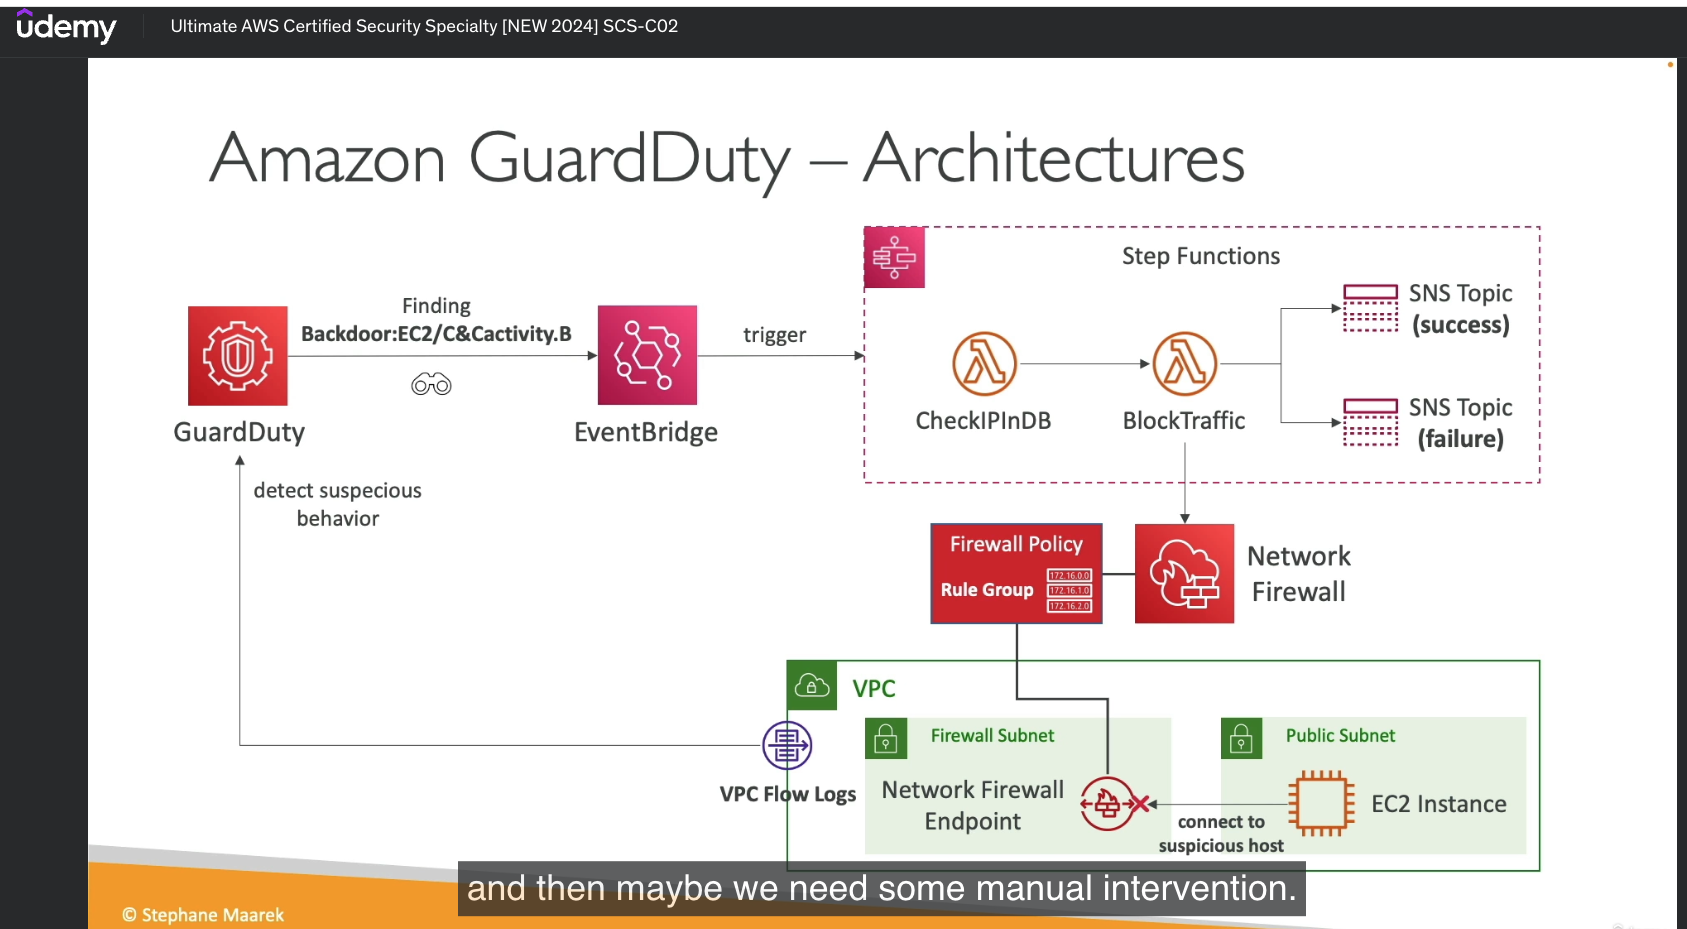 ûdemy
Ultimate AWS Certified Security Specialty [NEW 2024] SCS-C02
Amazon GuardDuty – Architectures
Finding
Backdoor:EC2/C&Cactivity.B
GuardDuty
EventBridge
trigger
Step Functions
CheckIPInDB
BlockTraffic
SNS Topic
(success)
SNS Topic
(failure)
detect suspecious
behavior
Firewall Policy
Rule Group
172.16.0.0
172.16.1.0
172.16.2.0
Network
Firewall
VPC
VPC Flow Logs
Firewall Subnet
Network Firewall
Endpoint
Public Subnet
EC2 Instance
connect to
suspicious host
and then maybe we need some manual intervention.
© Stephane Maarek